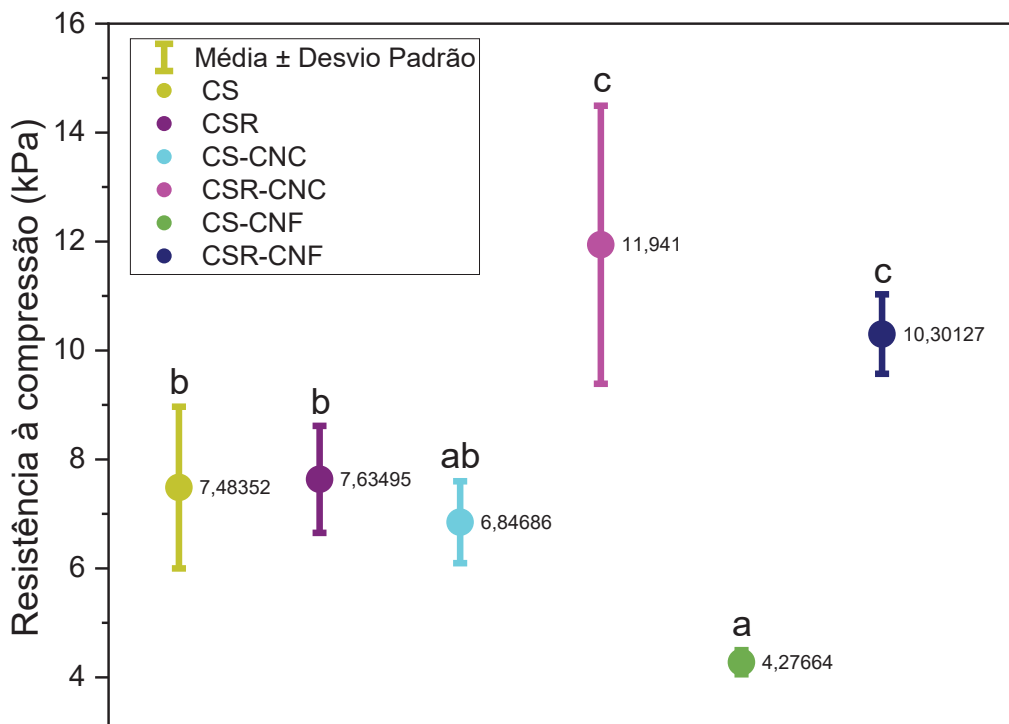 Resistência à compressão (kPa)
16
14
12
10
8
6
4
Média ± Desvio Padrão
CS
CSR
CS-CNC
CSR-CNC
CS-CNF
CSR-CNF
b
7,48352
b
7,63495
ab
6,84686
c
11,941
a
4,27664
c
10,30127